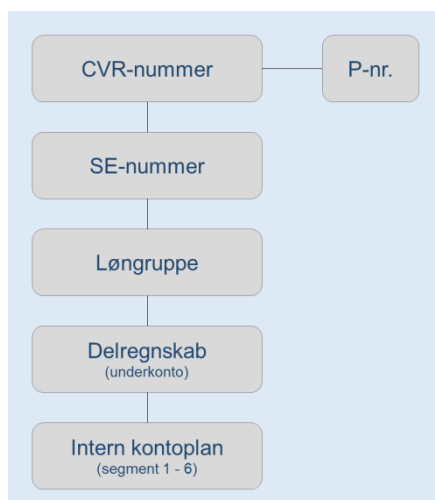 CVR-nummer
P-nr.
SE-nummer
Løngruppe
Delregnskab
(underkonto)
Intern kontoplan
(segment 1 - 6)